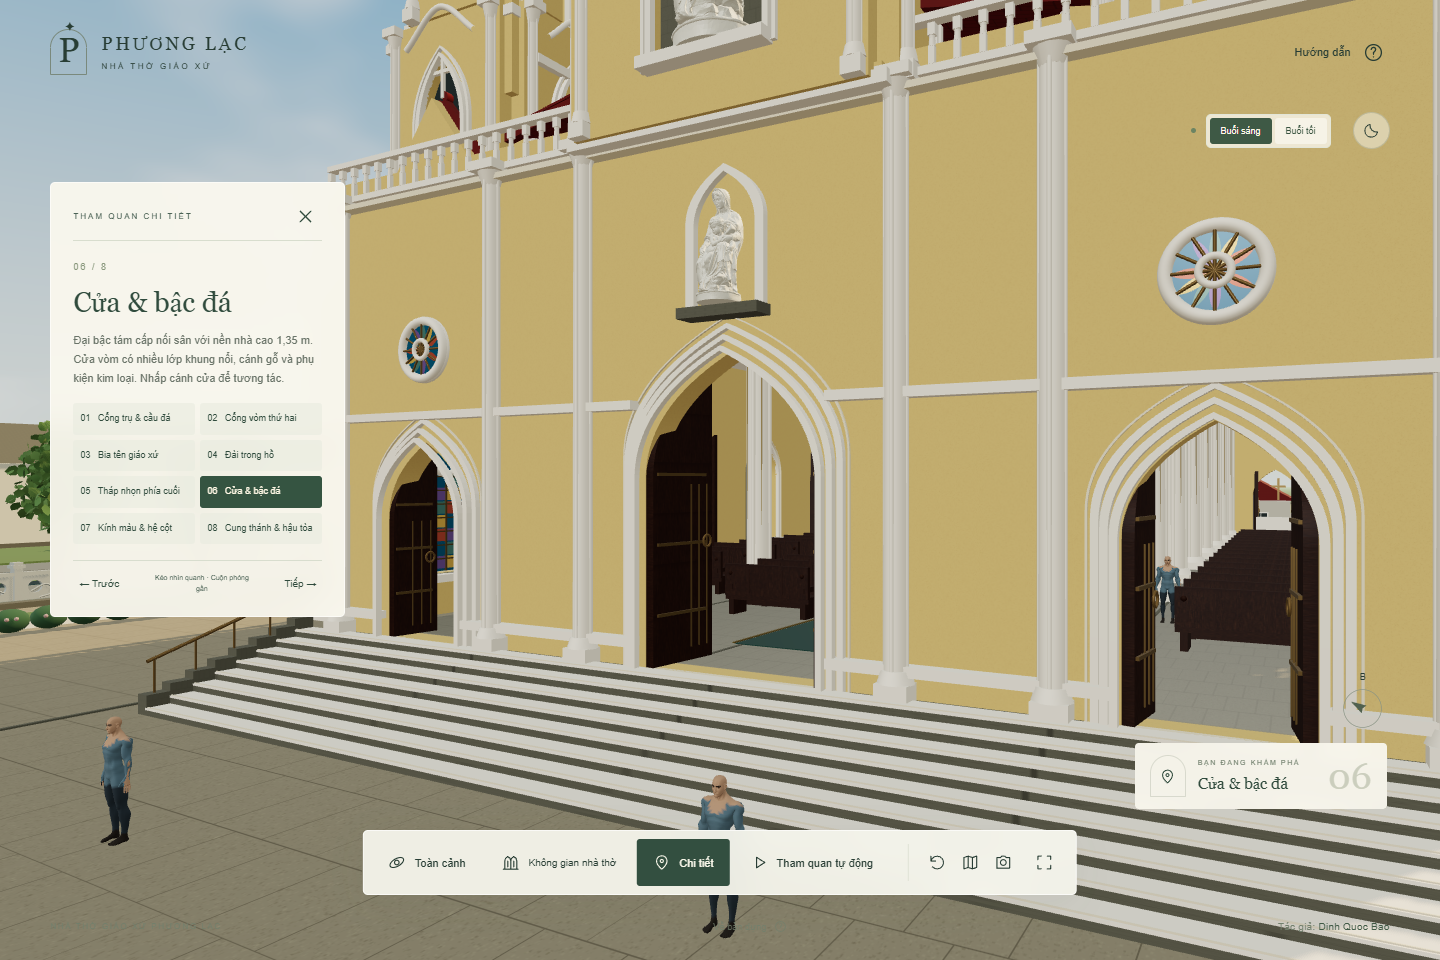 P
PHƯƠNG LẠC
NHÀ THỜ GIÁO XỨ
Hướng dẫn
Buổi sáng
Buổi tối
THAM QUAN CHI TIẾT
06 / 8
Cửa & bậc đá
Đại bậc tám cấp nối sân với nền nhà cao 1,35 m.
Cửa vòm có nhiều lớp khung nổi, cánh gỗ và phụ
kiện kim loại. Nhấp cánh cửa để tương tác.
01 Cổng trụ & cầu đá
02 Cổng vòm thứ hai
03 Bia tên giáo xứ
04 Đài trong hồ
05 Tháp nhọn phía cuối
06 Cửa & bậc đá
07 Kính màu & hệ cột
08 Cung thánh & hậu tòa
← Trước
Kéo nhìn quanh · Cuộn phóng
gần
Tiếp →
B
BẠN ĐANG KHÁM PHÁ
Cửa & bậc đá
06
Toàn cảnh
Không gian nhà thờ
Chi tiết
Tham quan tự động
Tác giả: Dinh Quoc Bao